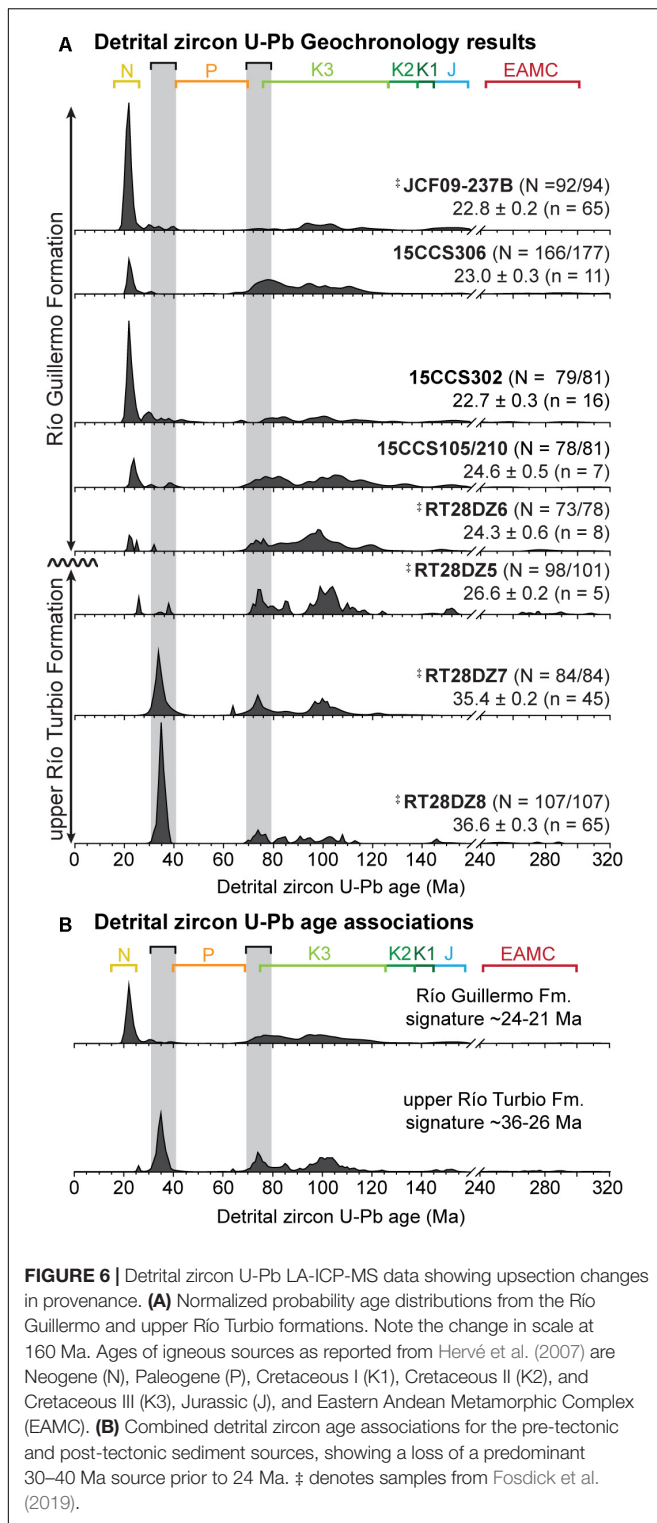 A Detrital zircon U-Pb Geochronology results
N P K3 K2 K1 J EAMC
‡JCF09-237B (N =92/94)
22.8 ± 0.2 (n = 65)
15CCS306 (N = 166/177)
23.0 ± 0.3 (n = 11)
15CCS302 (N = 79/81)
22.7 ± 0.3 (n = 16)
15CCS105/210 (N = 78/81)
24.6 ± 0.5 (n = 7)
‡RT28DZ6 (N = 73/78)
24.3 ± 0.6 (n = 8)
Río Guillermo Formation
‡RT28DZ5 (N = 98/101)
26.6 ± 0.2 (n = 5)
‡RT28DZ7 (N = 84/84)
35.4 ± 0.2 (n = 45)
‡RT28DZ8 (N = 107/107)
36.6 ± 0.3 (n = 65)
upper Río Turbio Formation
0 20 40 60 80 100 120 140 240 280 320
Detrital zircon U-Pb age (Ma)
B Detrital zircon U-Pb age associations
N P K3 K2 K1 J EAMC
Río Guillermo Fm.
signature ~24-21 Ma
upper Río Turbio Fm.
signature ~36-26 Ma
0 20 40 60 80 100 120 140 240 280 320
Detrital zircon U-Pb age (Ma)
FIGURE 6 | Detrital zircon U-Pb LA-ICP-MS data showing upsection changes
in provenance. (A) Normalized probability age distributions from the Río
Guillermo and upper Río Turbio formations. Note the change in scale at
160 Ma. Ages of igneous sources as reported from Hervé et al. (2007) are
Neogene (N), Paleogene (P), Cretaceous I (K1), Cretaceous II (K2), and
Cretaceous III (K3), Jurassic (J), and Eastern Andean Metamorphic Complex
(EAMC). (B) Combined detrital zircon age associations for the pre-tectonic
and post-tectonic sediment sources, showing a loss of a predominant
30–40 Ma source prior to 24 Ma. ‡ denotes samples from Fosdick et al.
(2019).